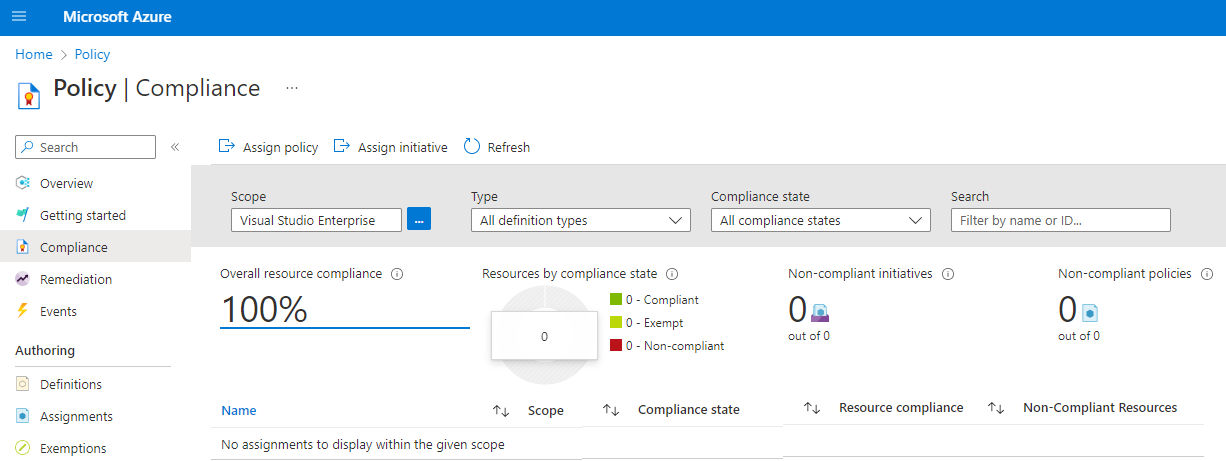 Microsoft Azure
Home > Policy
Policy | Compliance ...
Search «
Overview
Getting started
Compliance
Remediation
Events
Authoring
Definitions
Assignments
Exemptions
Assign policy Assign initiative Refresh
Scope Type Compliance state Search
Visual Studio Enterprise ... All definition types All compliance states Filter by name or ID...
Overall resource compliance Resources by compliance state Non-compliant initiatives Non-compliant policies
100%
0
0 - Compliant
0 - Exempt
0 - Non-compliant
0
out of 0
0
out of 0
Name Scope Compliance state Resource compliance Non-Compliant Resources
No assignments to display within the given scope